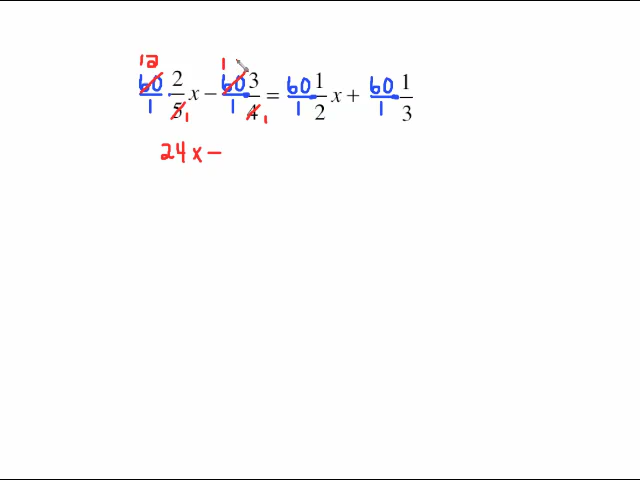 12 1
60/1 · 2/5 1 x − 60/1 3/4 1 = 60/1 1/2 x + 60/1 1/3
24x −